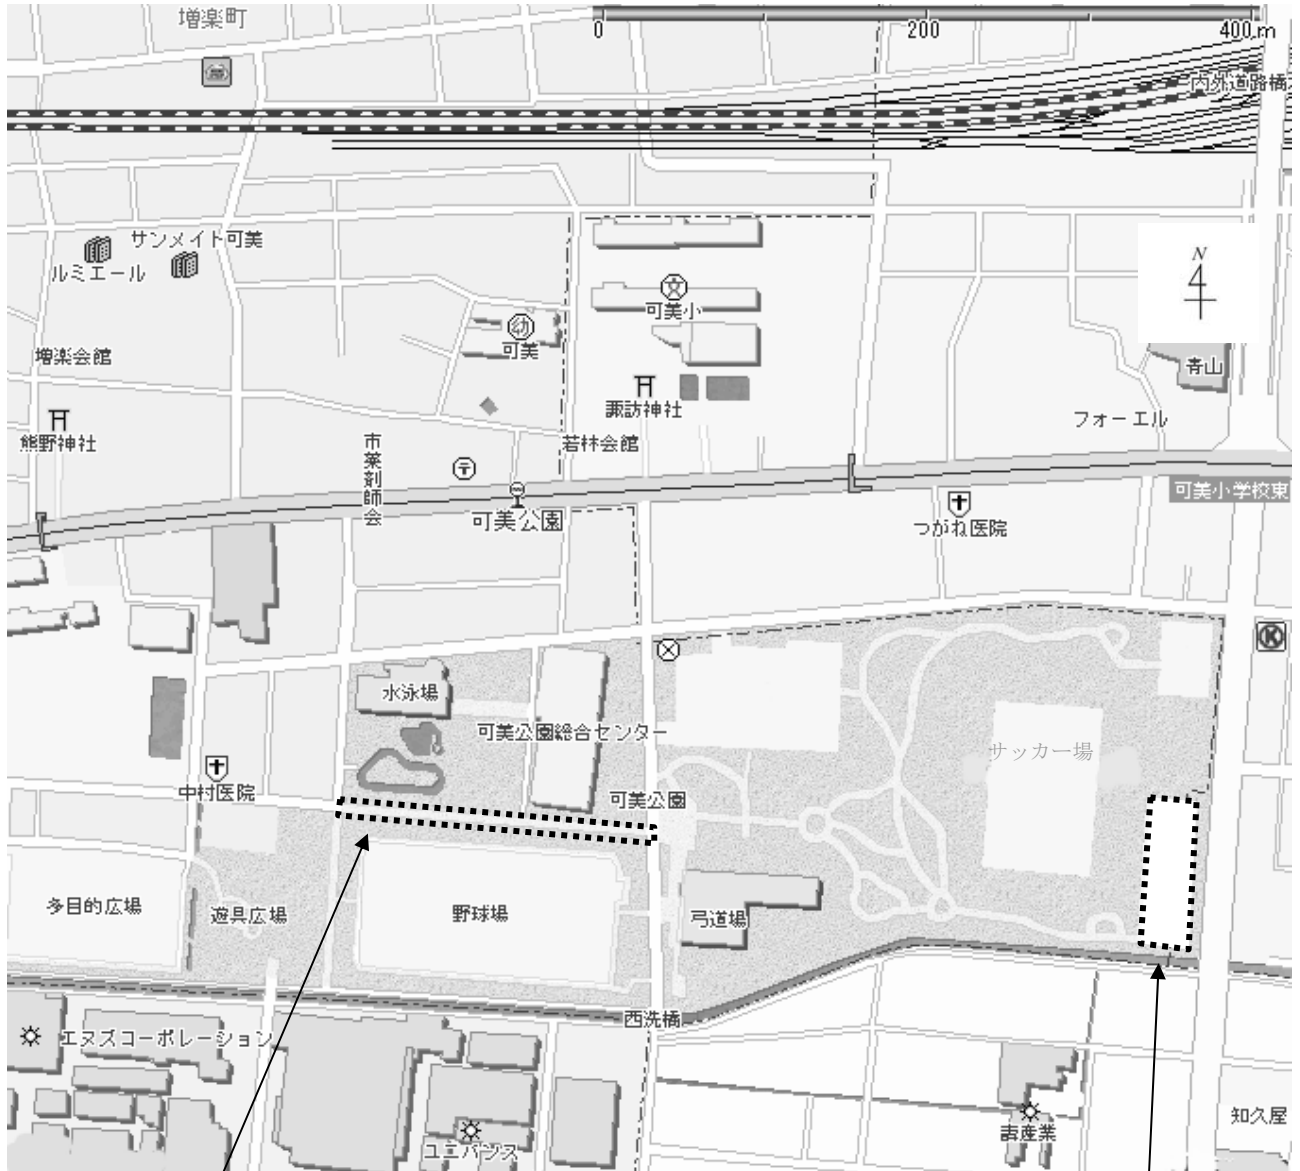 増楽町
0
200
400m
内外道路橋
N
サンメイト可美
ルミエール
文
可美小
幼
可美
増楽会館
青山
諏訪神社
フォーエル
熊野神社
若林会館
市薬剤師会
〒
可美小学校東
可美公園
つがね医院
K
水泳場
可美公園総合センター
サッカー場
中村医院
可美公園
多目的広場
遊具広場
野球場
弓道場
西洗橋
エヌズコーポレーション
ユニバンス
壽産業
知久屋